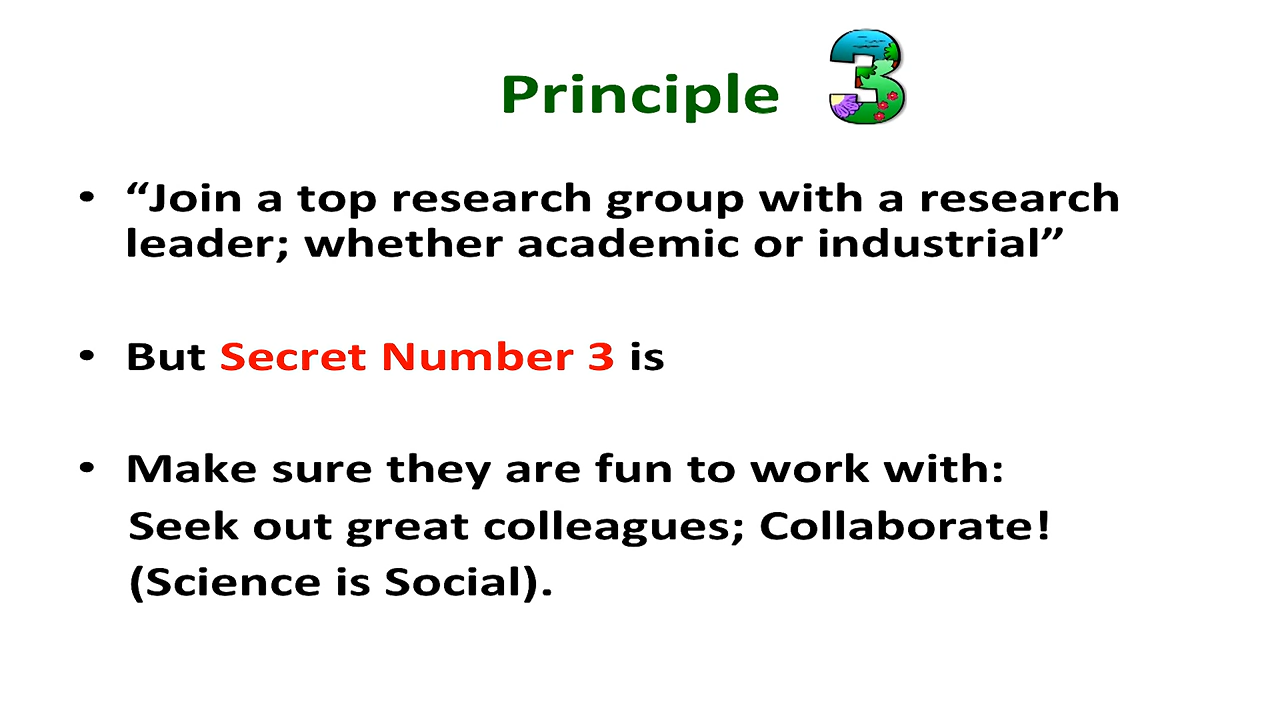 Principle 3
• “Join a top research group with a research
leader; whether academic or industrial”
• But Secret Number 3 is
• Make sure they are fun to work with:
Seek out great colleagues; Collaborate!
(Science is Social).